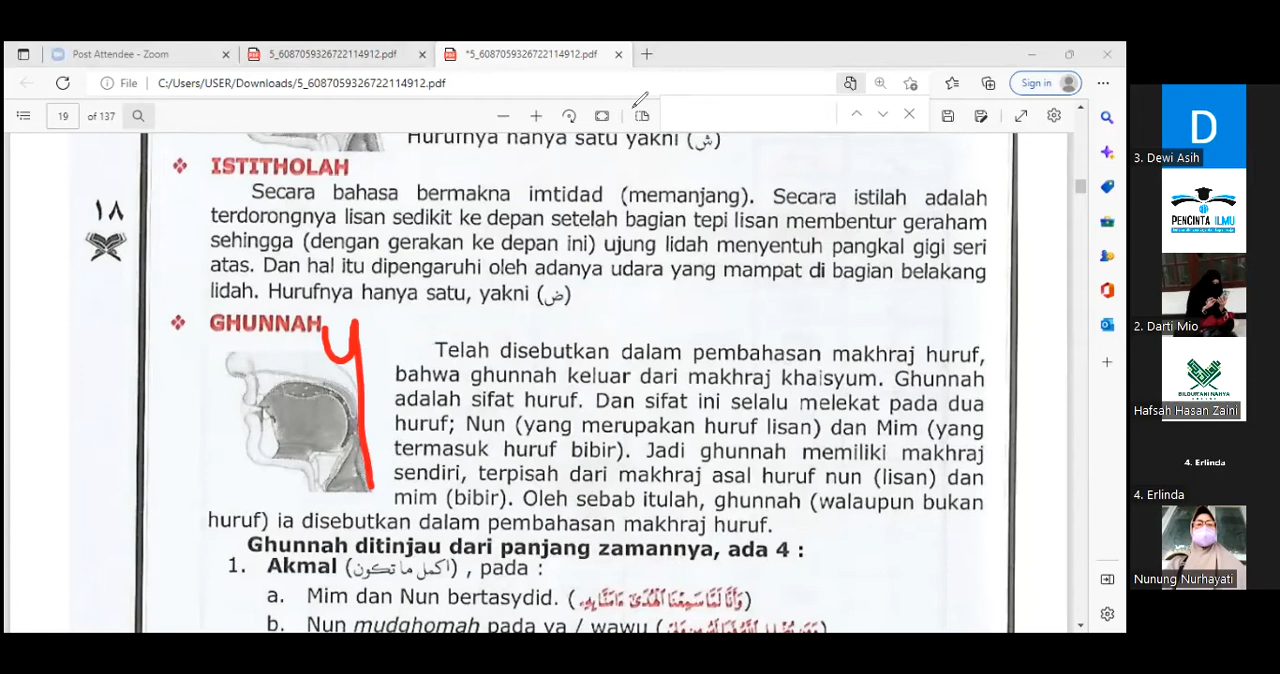 Post Attendee - Zoom
5_6087059326722114912.pdf
*5_6087059326722114912.pdf
File
C:/Users/USER/Downloads/5_6087059326722114912.pdf
Sign in
19
of 137
Hurufnya hanya satu yakni (ش)
ISTITHOLAH
Secara bahasa bermakna imtidad (memanjang). Secara istilah adalah
terdorongnya lisan sedikit ke depan setelah bagian tepi lisan membentur geraham
sehingga (dengan gerakan ke depan ini) ujung lidah menyentuh pangkal gigi seri
atas. Dan hal itu dipengaruhi oleh adanya udara yang mampat di bagian belakang
lidah. Hurufnya hanya satu, yakni (ض)
١٨
GHUNNAH
Telah disebutkan dalam pembahasan makhraj huruf,
bahwa ghunnah keluar dari makhraj khaisyum. Ghunnah
adalah sifat huruf. Dan sifat ini selalu melekat pada dua
huruf; Nun (yang merupakan huruf lisan) dan Mim (yang
termasuk huruf bibir). Jadi ghunnah memiliki makhraj
sendiri, terpisah dari makhraj asal huruf nun (lisan) dan
mim (bibir). Oleh sebab itulah, ghunnah (walaupun bukan
huruf) ia disebutkan dalam pembahasan makhraj huruf.
Ghunnah ditinjau dari panjang zamannya, ada 4 :
1. Akmal (اكمل ما تكون) , pada :
a. Mim dan Nun bertasydid. (وَأَنَّا لَمَّا سَمِعْنَا ٱلْهُدَىٰٓ ءَامَنَّا بِهِۦ)
b. Nun mudghomah pada ya / wawu
D
3. Dewi Asih
PENCINTA ILMU
2. Darti Mio
Hafsah Hasan Zaini
4. Erlinda
4. Erlinda
Nunung Nurhayati